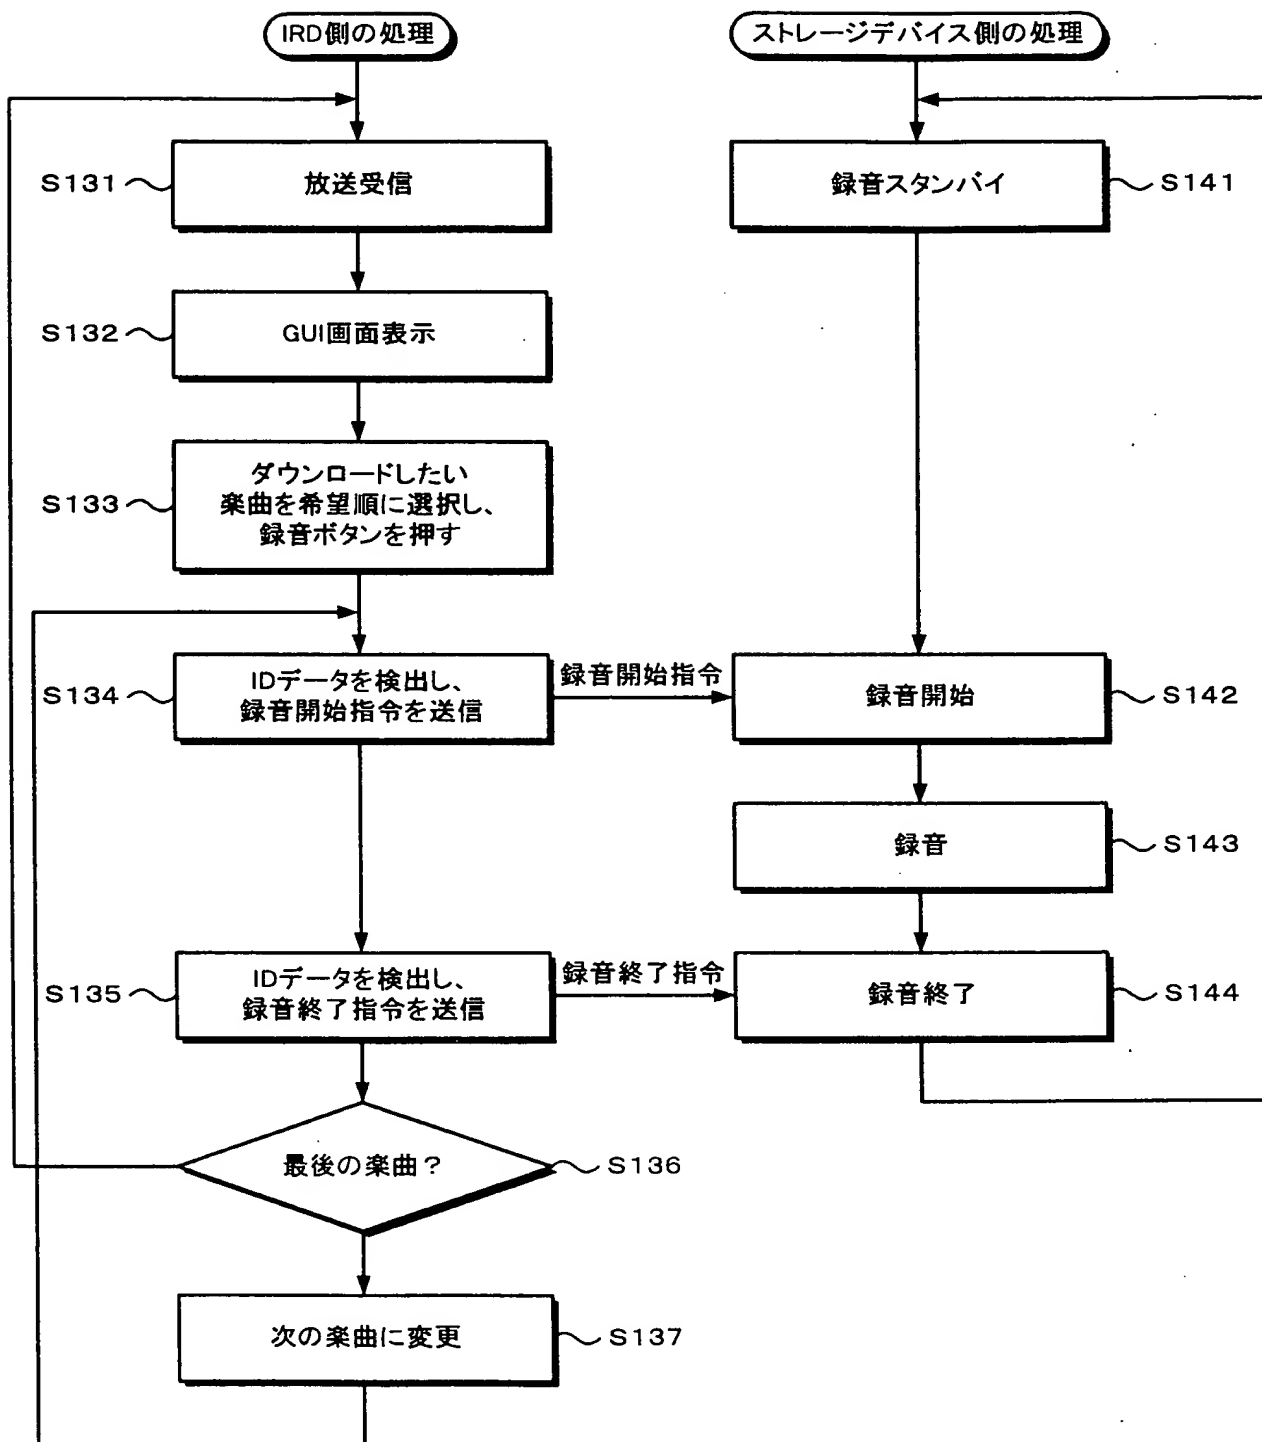 IRD側の処理
ストレージデバイス側の処理
S131
放送受信
録音スタンバイ
S141
S132
GUI画面表示
S133
ダウンロードしたい
楽曲を希望順に選択し、
録音ボタンを押す
S134
IDデータを検出し、
録音開始指令を送信
録音開始指令
録音開始
S142
録音
S143
S135
IDデータを検出し、
録音終了指令を送信
録音終了指令
録音終了
S144
最後の楽曲?
S136
次の楽曲に変更
S137